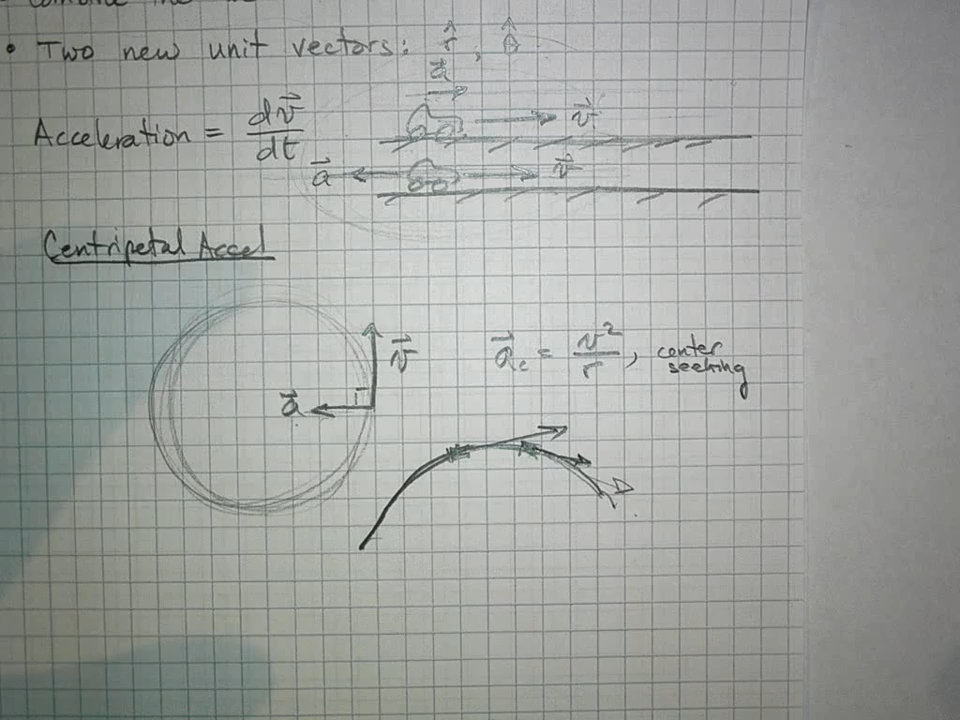 • Two new unit vectors: r̂, θ̂
a⃗
Acceleration = dv⃗/dt
v⃗
a⃗
v⃗
Centripetal Accel
v⃗
a⃗
a⃗c = v²/r, center seeking